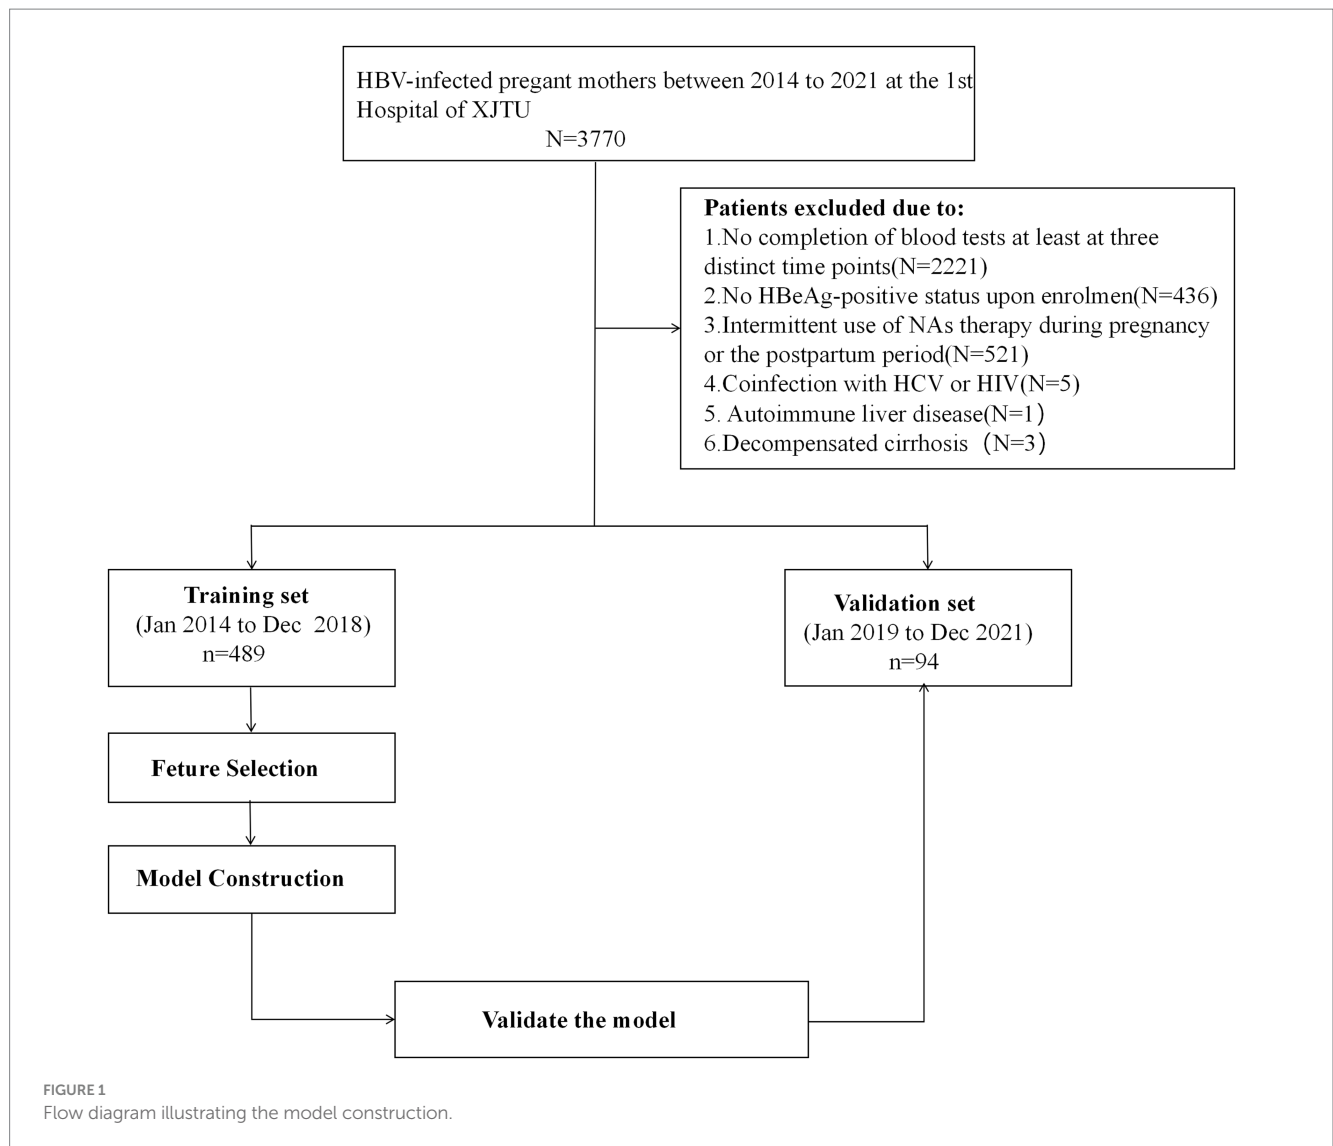 HBV-infected pregant mothers between 2014 to 2021 at the 1st
Hospital of XJTU
N=3770
Patients excluded due to:
1.No completion of blood tests at least at three
distinct time points(N=2221)
2.No HBeAg-positive status upon enrolmen(N=436)
3.Intermittent use of NAs therapy during pregnancy
or the postpartum period(N=521)
4.Coinfection with HCV or HIV(N=5)
5. Autoimmune liver disease(N=1）
6.Decompensated cirrhosis（N=3）
Training set
(Jan 2014 to Dec  2018)
n=489
Validation set
(Jan 2019 to Dec 2021)
n=94
Feture Selection
Model Construction
Validate the model
FIGURE 1
Flow diagram illustrating the model construction.